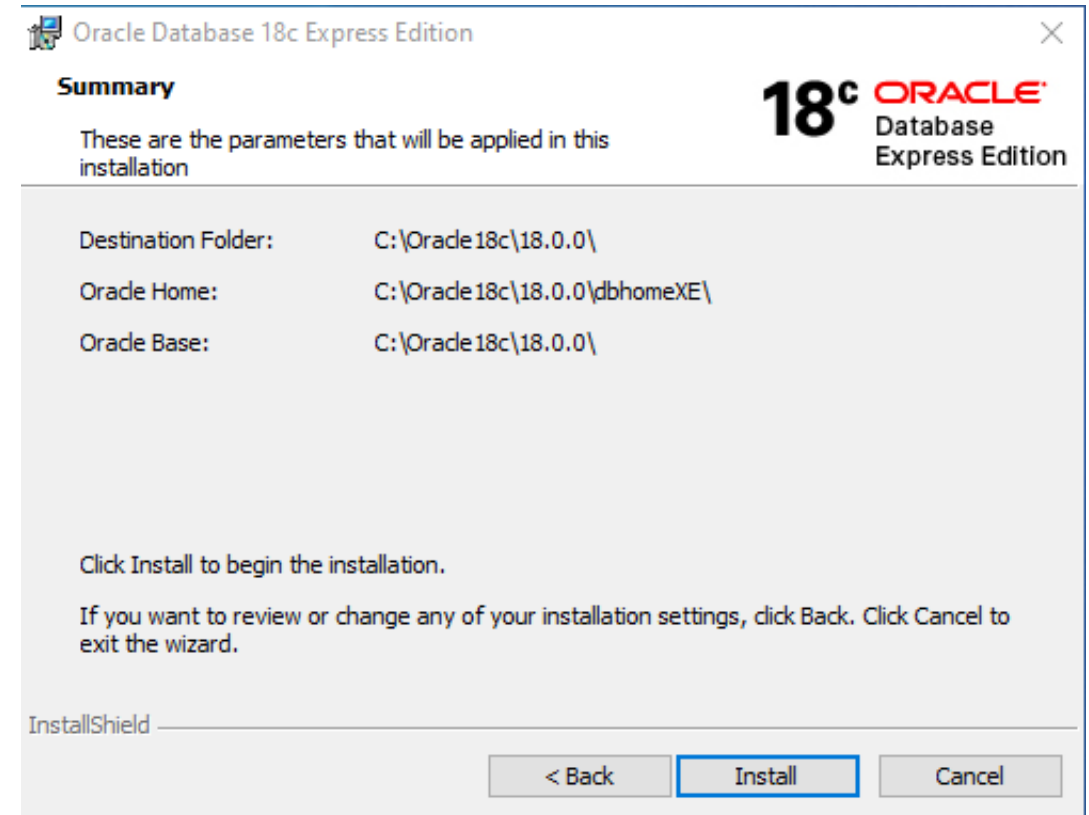 Oracle Database 18c Express Edition
Summary
These are the parameters that will be applied in this
installation
18c ORACLE
Database
Express Edition
Destination Folder: C:\Oracle18c\18.0.0\
Oracle Home: C:\Oracle18c\18.0.0\dbhomeXE\
Oracle Base: C:\Oracle18c\18.0.0\
Click Install to begin the installation.
If you want to review or change any of your installation settings, click Back. Click Cancel to
exit the wizard.
InstallShield
< Back Install Cancel